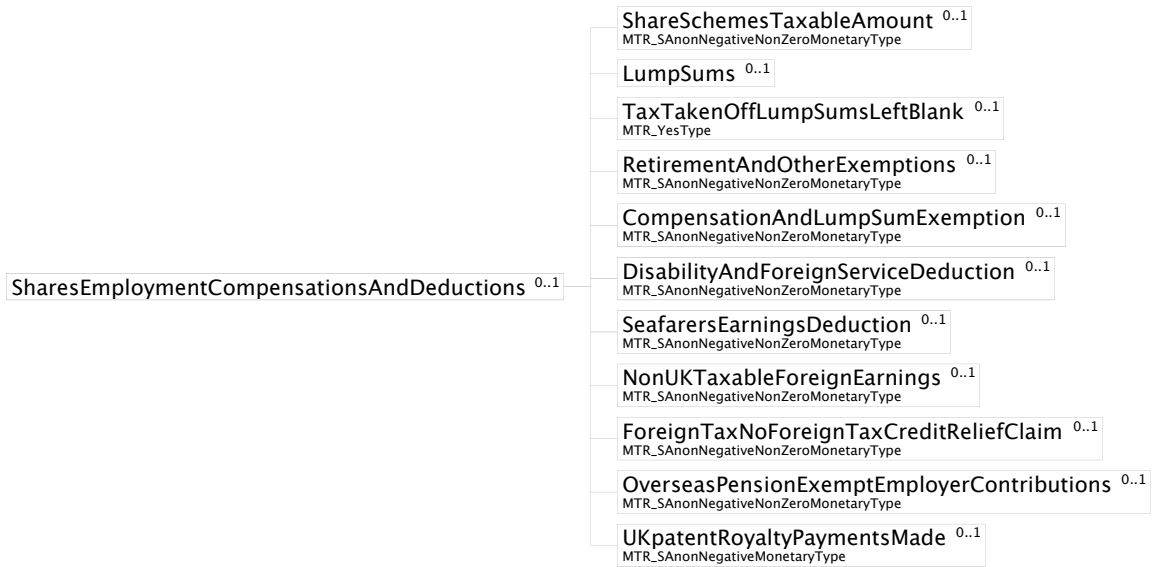 ShareSchemesTaxableAmount 0..1
MTR_SAnonNegativeNonZeroMonetaryType
LumpSums 0..1
TaxTakenOffLumpSumsLeftBlank 0..1
MTR_YesType
RetirementAndOtherExemptions 0..1
MTR_SAnonNegativeNonZeroMonetaryType
CompensationAndLumpSumExemption 0..1
MTR_SAnonNegativeNonZeroMonetaryType
SharesEmploymentCompensationsAndDeductions 0..1
DisabilityAndForeignServiceDeduction 0..1
MTR_SAnonNegativeNonZeroMonetaryType
SeafarersEarningsDeduction 0..1
MTR_SAnonNegativeNonZeroMonetaryType
NonUKTaxableForeignEarnings 0..1
MTR_SAnonNegativeNonZeroMonetaryType
ForeignTaxNoForeignTaxCreditReliefClaim 0..1
MTR_SAnonNegativeNonZeroMonetaryType
OverseasPensionExemptEmployerContributions 0..1
MTR_SAnonNegativeNonZeroMonetaryType
UKpatentRoyaltyPaymentsMade 0..1
MTR_SAnonNegativeMonetaryType